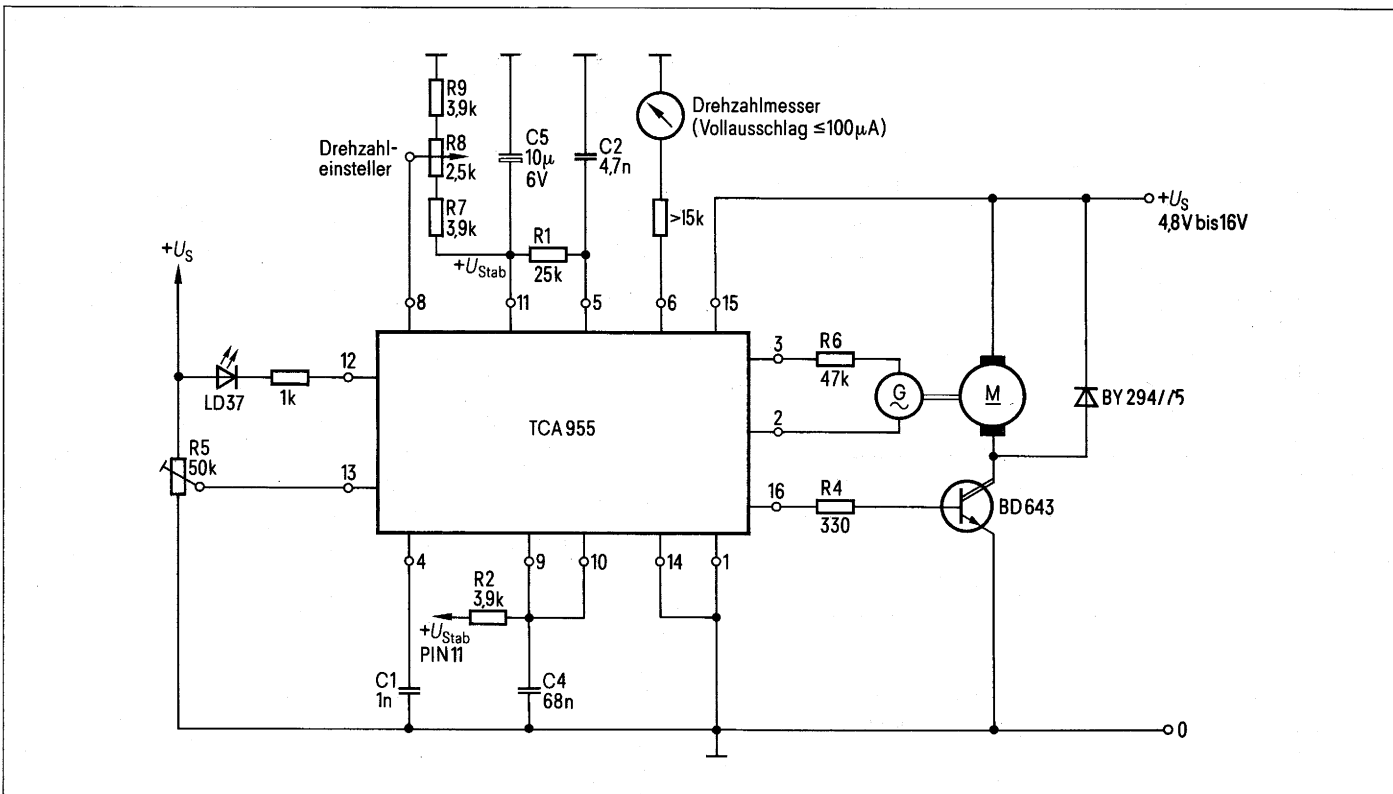 R9
3,9k
Drehzahl-
einsteller
R8
2,5k
R7
3,9k
C5
10µ
6V
C2
4,7n
Drehzahlmesser
(Vollausschlag ≤100µA)
>15k
R1
25k
+U_Stab
+U_S
4,8V bis 16V
+U_S
8
11
5
6
15
12
LD37
1k
R5
50k
13
TCA 955
3
R6
47k
G
~
M
BY 294/75
2
16
R4
330
BD 643
4
9
10
14
1
R2
3,9k
+U_Stab
PIN 11
C1
1n
C4
68n
0